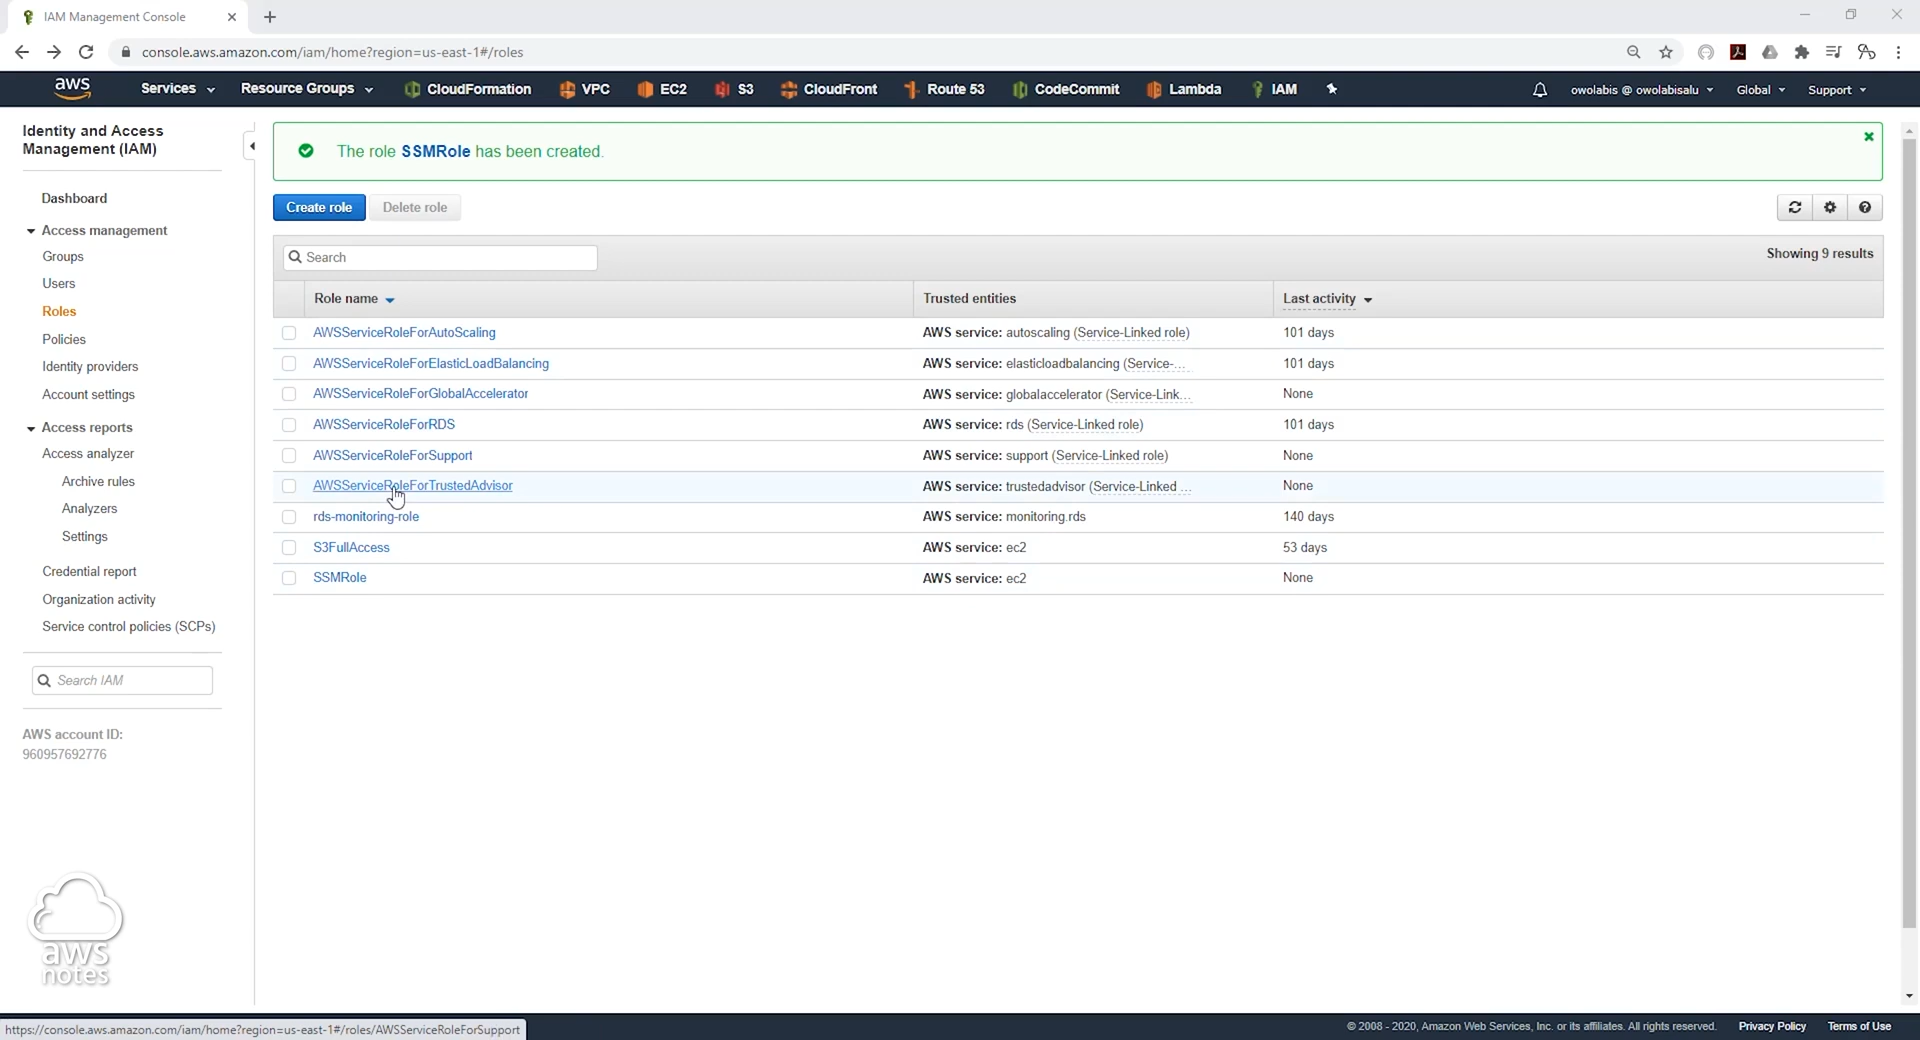 IAM Management Console
console.aws.amazon.com/iam/home?region=us-east-1#/roles
aws
Services
Resource Groups
CloudFormation
VPC
EC2
S3
CloudFront
Route 53
CodeCommit
Lambda
IAM
owolabis @ owolabisalu
Global
Support
Identity and Access
Management (IAM)
Dashboard
Access management
Groups
Users
Roles
Policies
Identity providers
Account settings
Access reports
Access analyzer
Archive rules
Analyzers
Settings
Credential report
Organization activity
Service control policies (SCPs)
Search IAM
AWS account ID:
960957692776
aws
notes
The role SSMRole has been created.
Create role
Delete role
Search
Showing 9 results
Role name Trusted entities Last activity
AWSServiceRoleForAutoScaling AWS service: autoscaling (Service-Linked role) 101 days
AWSServiceRoleForElasticLoadBalancing AWS service: elasticloadbalancing (Service-... 101 days
AWSServiceRoleForGlobalAccelerator AWS service: globalaccelerator (Service-Link... None
AWSServiceRoleForRDS AWS service: rds (Service-Linked role) 101 days
AWSServiceRoleForSupport AWS service: support (Service-Linked role) None
AWSServiceRoleForTrustedAdvisor AWS service: trustedadvisor (Service-Linked ... None
rds-monitoring-role AWS service: monitoring.rds 140 days
S3FullAccess AWS service: ec2 53 days
SSMRole AWS service: ec2 None
https://console.aws.amazon.com/iam/home?region=us-east-1#/roles/AWSServiceRoleForSupport
© 2008 - 2020, Amazon Web Services, Inc. or its affiliates. All rights reserved.
Privacy Policy
Terms of Use